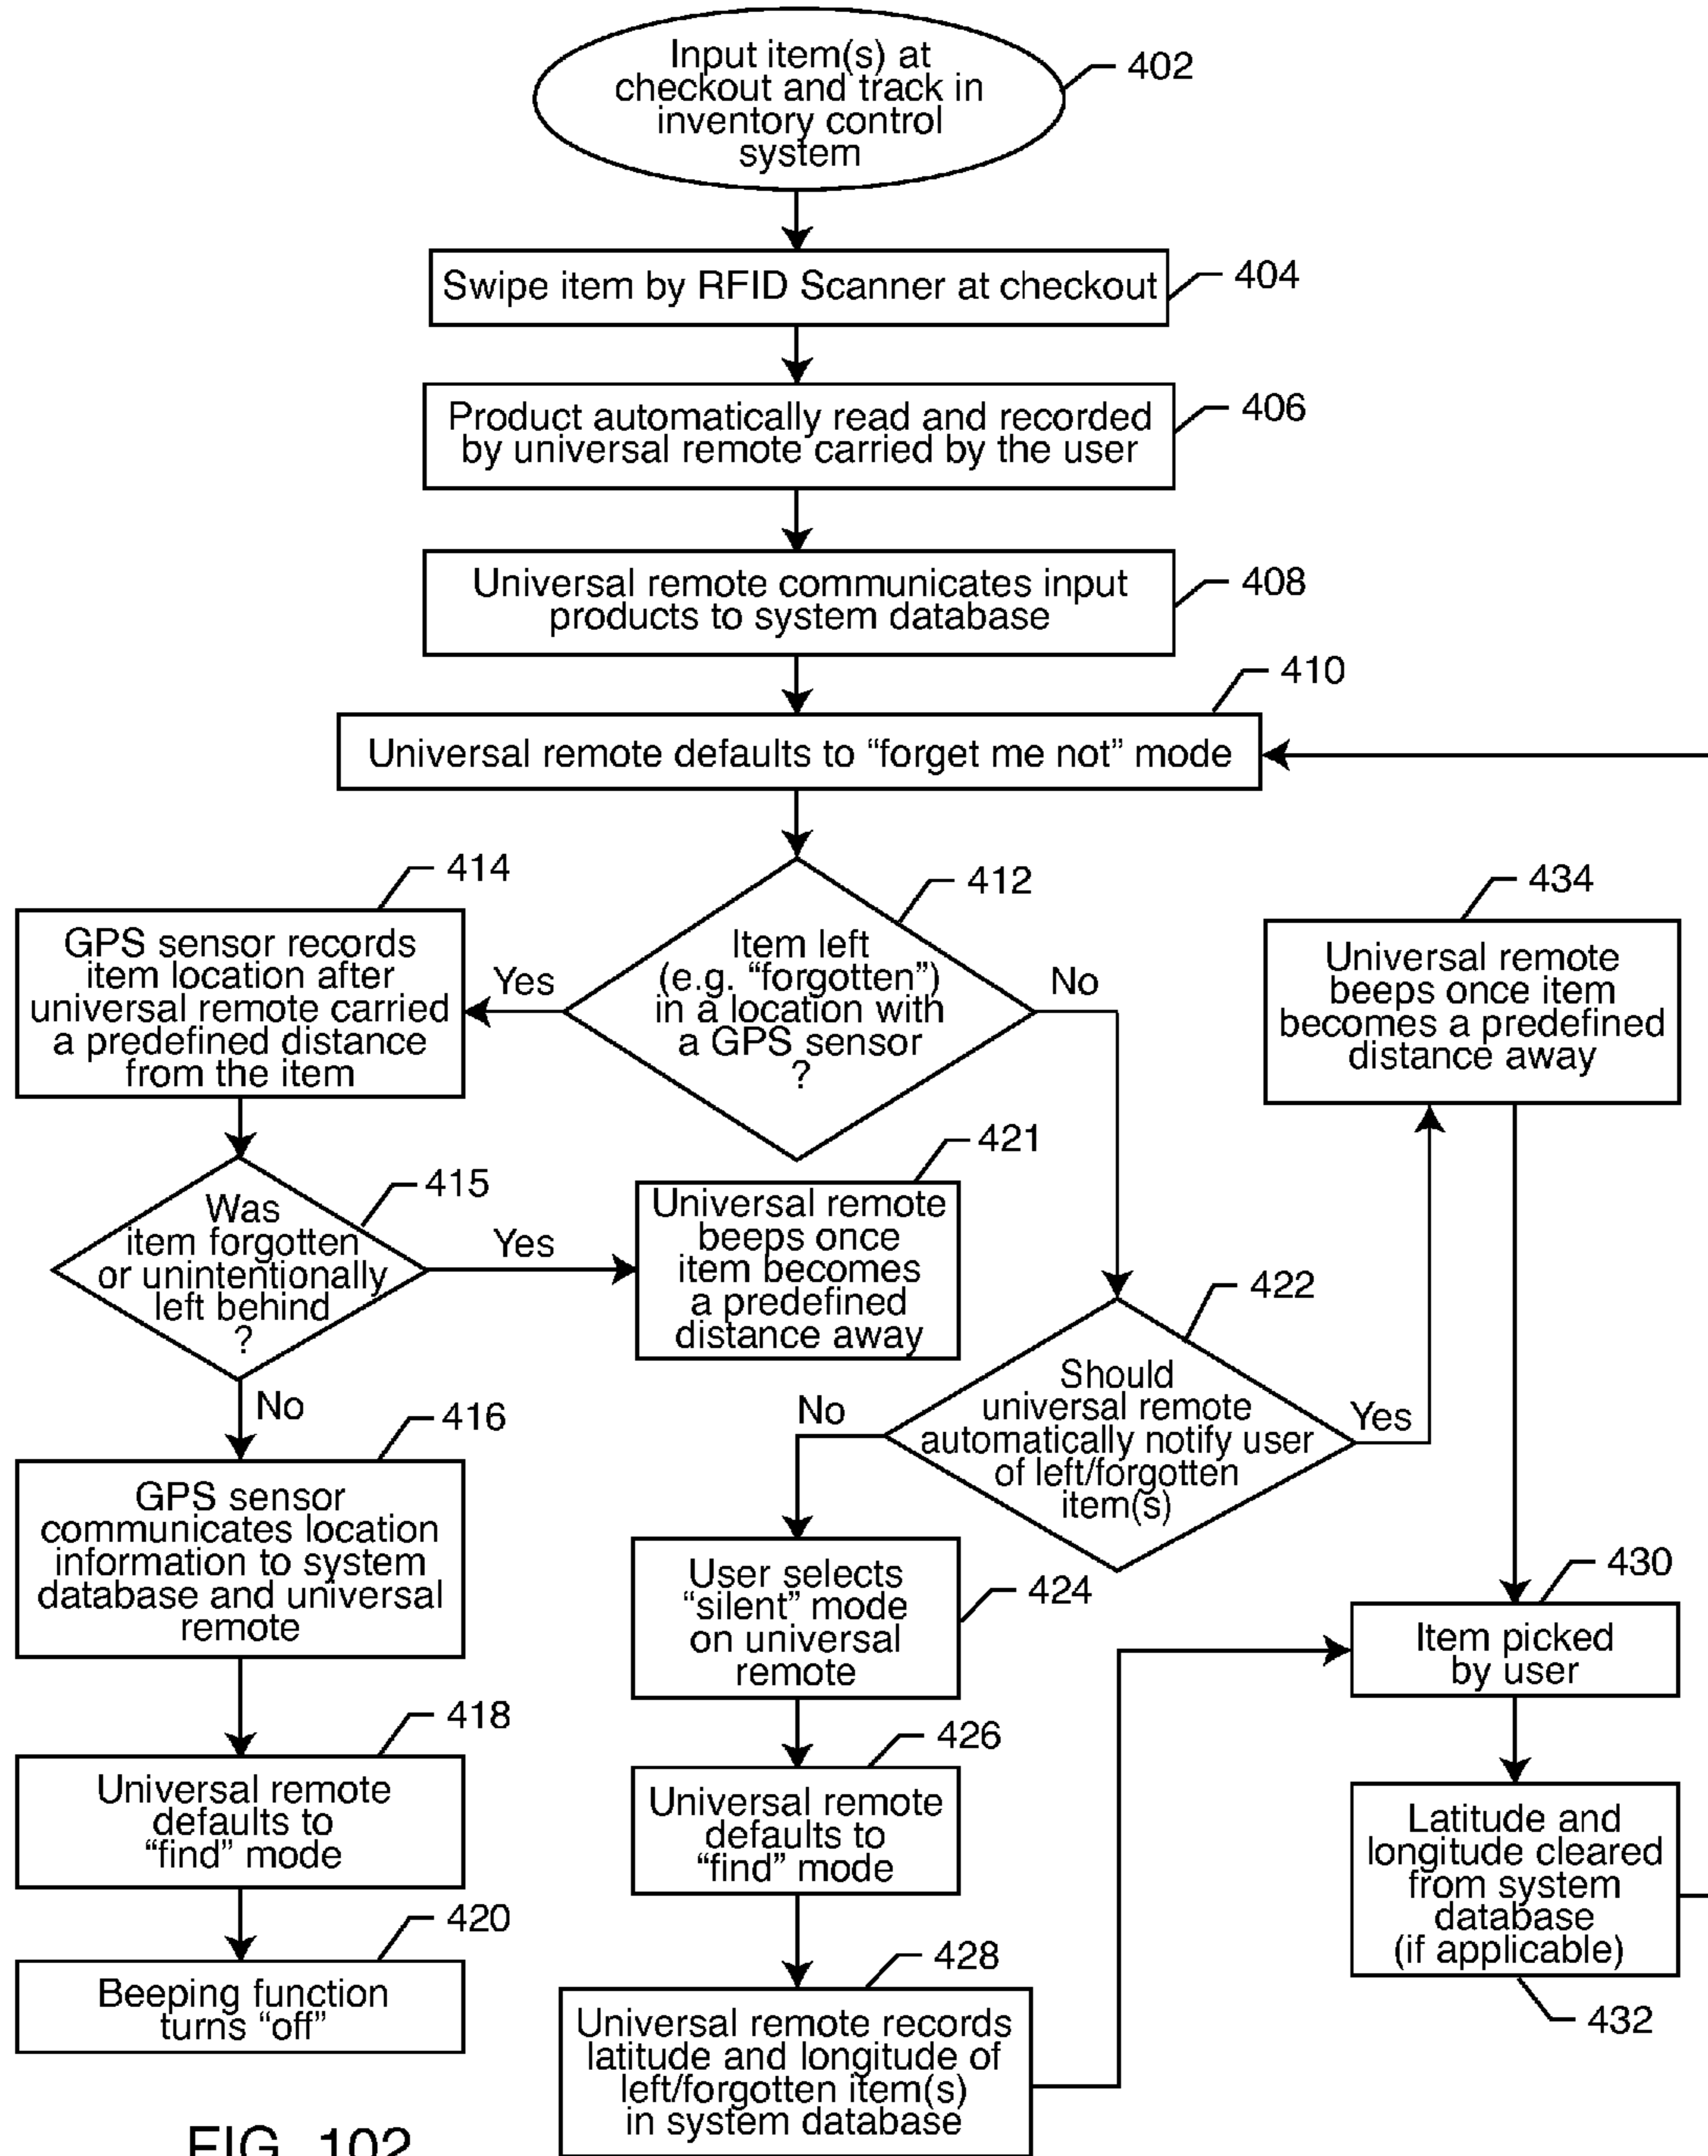 Input item(s) at
checkout and track in
inventory control
system
402
Swipe item by RFID Scanner at checkout
404
Product automatically read and recorded
by universal remote carried by the user
406
Universal remote communicates input
products to system database
408
410
Universal remote defaults to “forget me not” mode
414
GPS sensor records
item location after
universal remote carried
a predefined distance
from the item
Yes
412
Item left
(e.g. “forgotten”)
in a location with
a GPS sensor
?
No
434
Universal remote
beeps once item
becomes a predefined
distance away
415
Was
item forgotten
or unintentionally
left behind
?
Yes
421
Universal remote
beeps once
item becomes
a predefined
distance away
No
422
Should
universal remote
automatically notify user
of left/forgotten
item(s)
No
Yes
416
GPS sensor
communicates location
information to system
database and universal
remote
User selects
“silent” mode
on universal
remote
424
430
Item picked
by user
418
Universal remote
defaults to
“find” mode
426
Universal remote
defaults to
“find” mode
Latitude and
longitude cleared
from system
database
(if applicable)
432
420
Beeping function
turns “off”
428
Universal remote records
latitude and longitude of
left/forgotten item(s)
in system database
FIG. 102